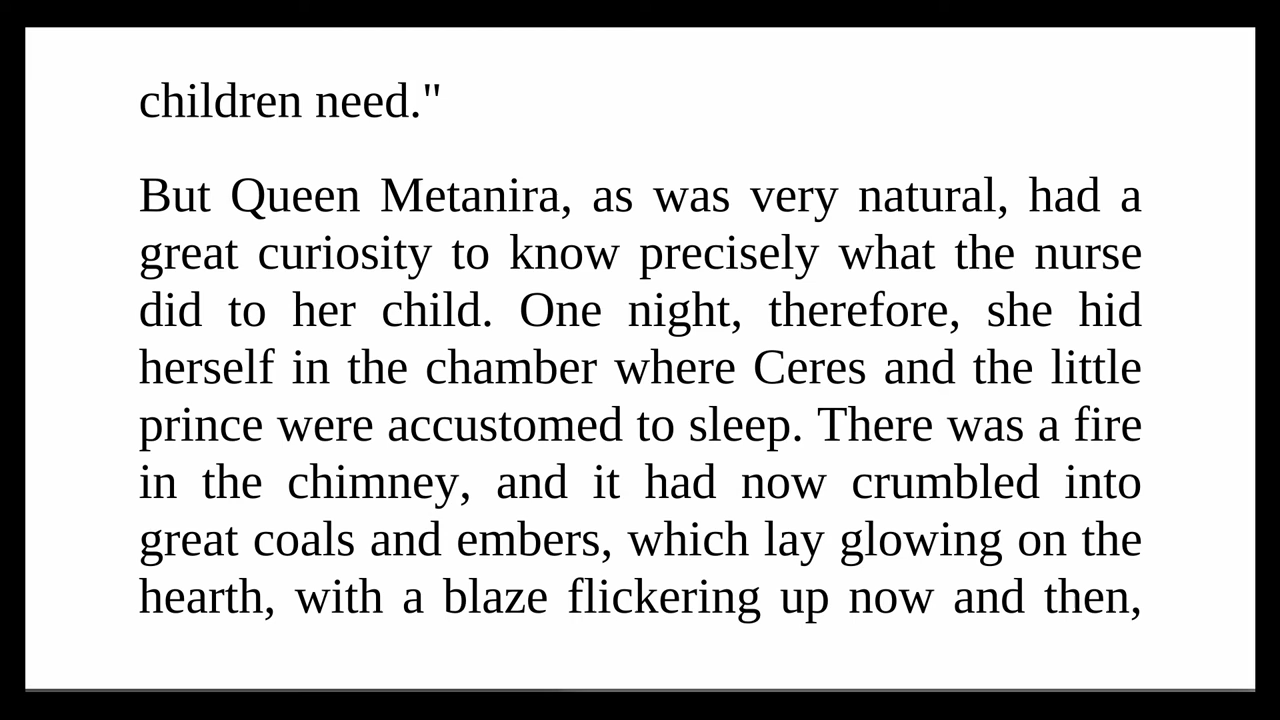 children need."
But Queen Metanira, as was very natural, had a
great curiosity to know precisely what the nurse
did to her child. One night, therefore, she hid
herself in the chamber where Ceres and the little
prince were accustomed to sleep. There was a fire
in the chimney, and it had now crumbled into
great coals and embers, which lay glowing on the
hearth, with a blaze flickering up now and then,